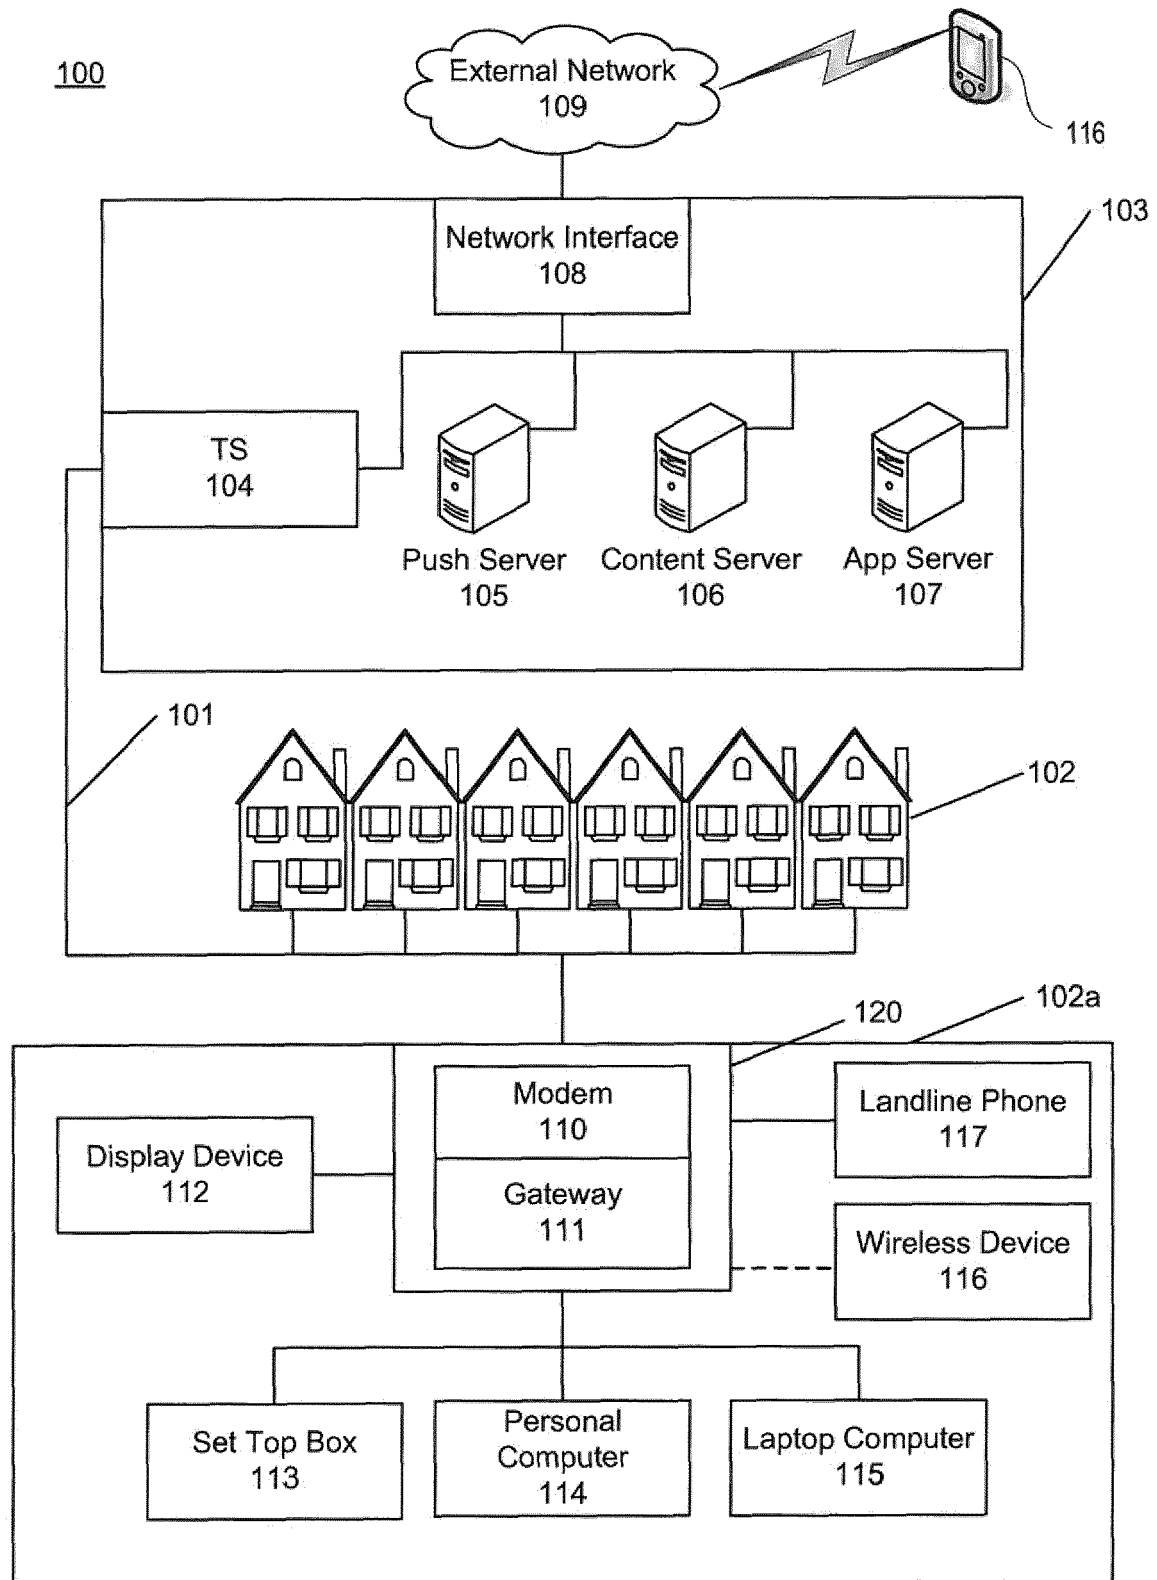 100
External Network
109
116
103
Network Interface
108
TS
104
Push Server
105
Content Server
106
App Server
107
101
102
120
102a
Modem
110
Gateway
111
Display Device
112
Landline Phone
117
Wireless Device
116
Set Top Box
113
Personal
Computer
114
Laptop Computer
115